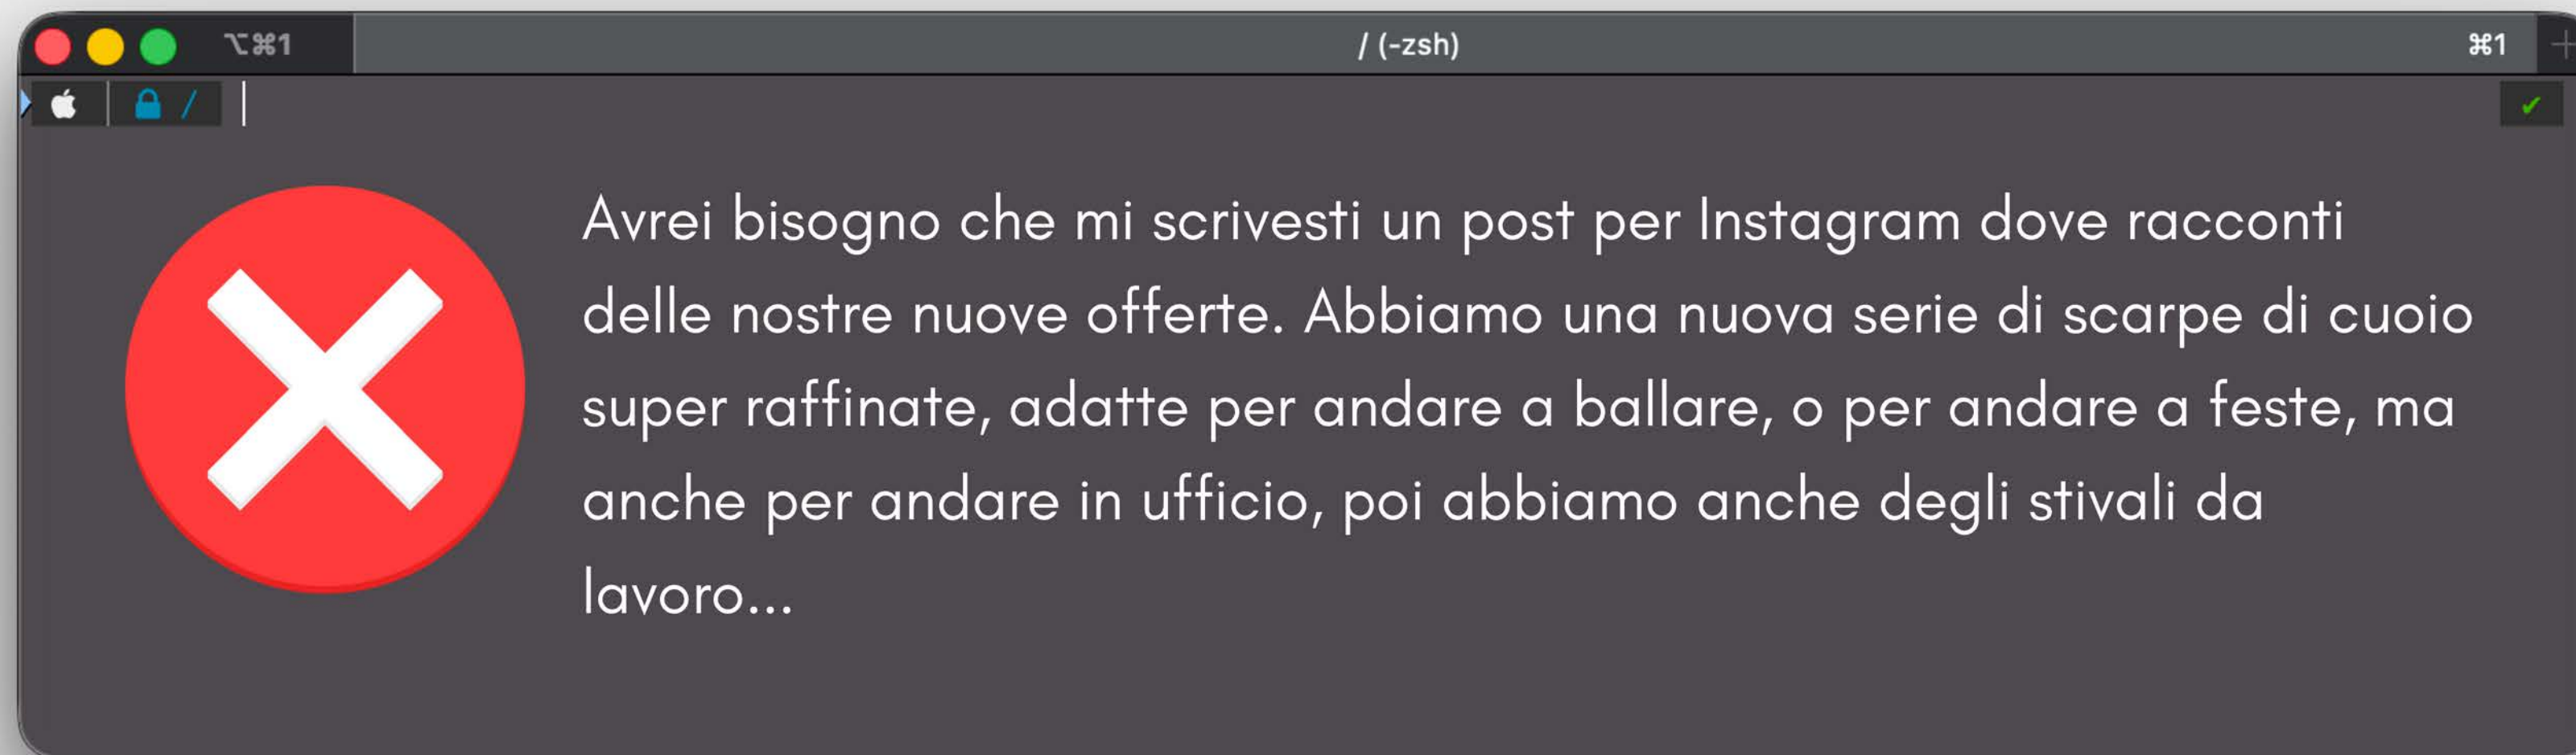 ⌥⌘1 / (-zsh) ⌘1
/
Avrei bisogno che mi scrivesti un post per Instagram dove racconti
delle nostre nuove offerte. Abbiamo una nuova serie di scarpe di cuoio
super raffinate, adatte per andare a ballare, o per andare a feste, ma
anche per andare in ufficio, poi abbiamo anche degli stivali da
lavoro...